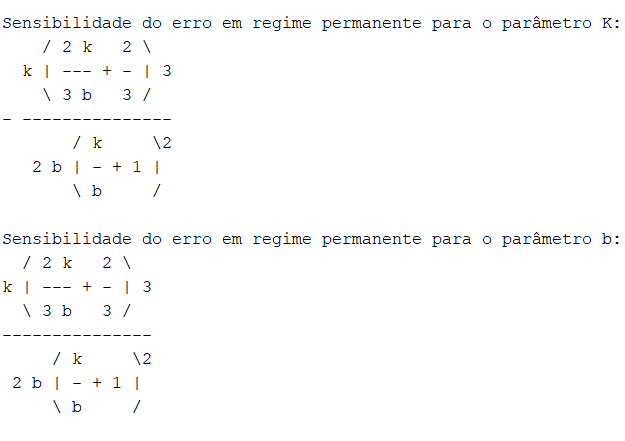 Sensibilidade do erro em regime permanente para o parâmetro K:
    / 2 k   2 \
  k | --- + - | 3
    \ 3 b   3 /
- ---------------
       / k     \2
   2 b | - + 1 |
       \ b     /
Sensibilidade do erro em regime permanente para o parâmetro b:
  / 2 k   2 \
k | --- + - | 3
  \ 3 b   3 /
---------------
     / k     \2
 2 b | - + 1 |
     \ b     /